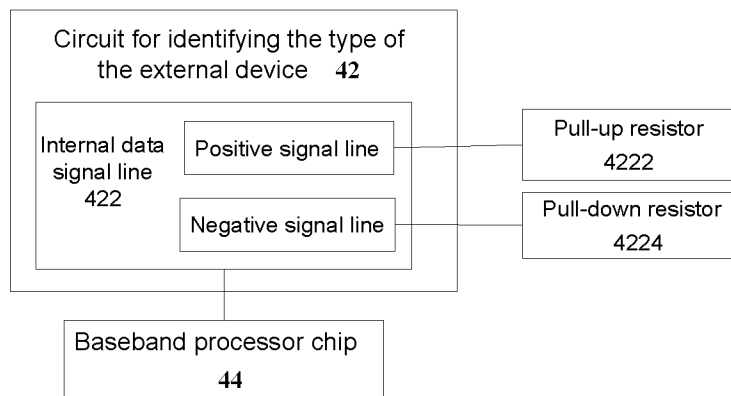 Circuit for identifying the type of
the external device 42
Internal data
signal line
422
Positive signal line
Negative signal line
Pull-up resistor
4222
Pull-down resistor
4224
Baseband processor chip
44